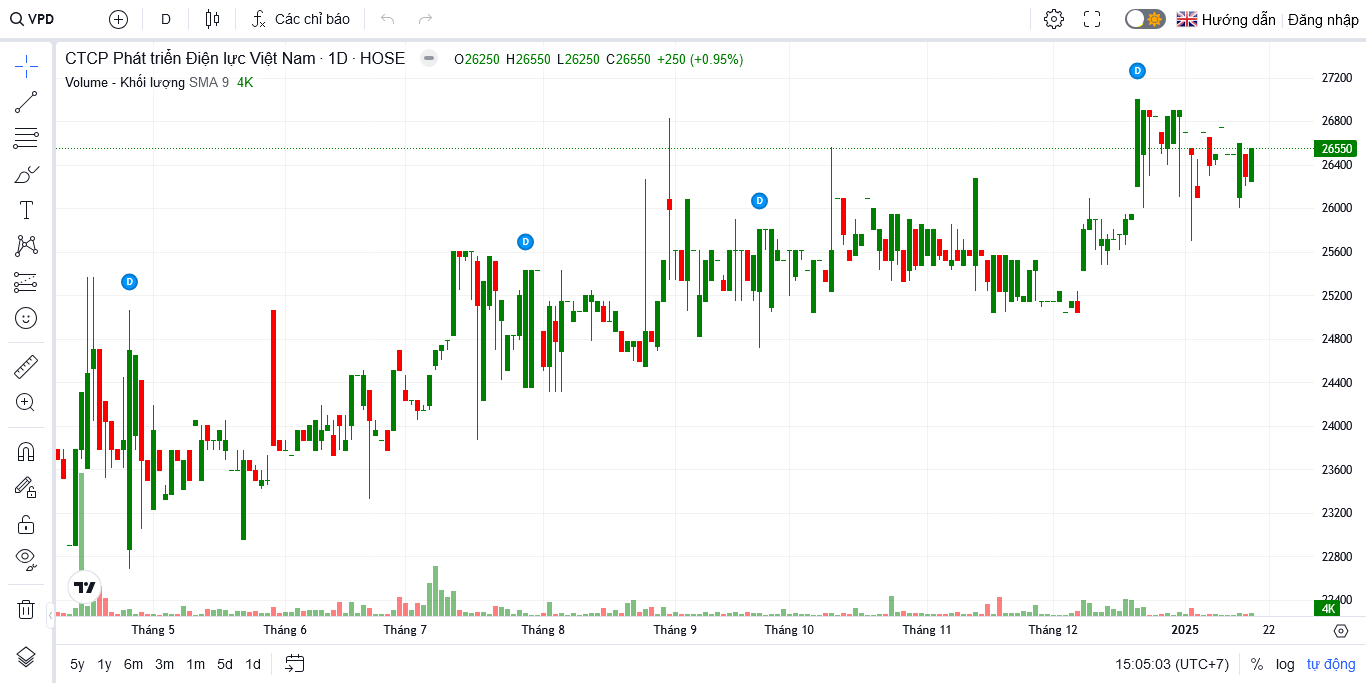 VPD D Các chỉ báo Hướng dẫn Đăng nhập
CTCP Phát triển Điện lực Việt Nam · 1D · HOSE O26250 H26550 L26250 C26550 +250 (+0.95%)
Volume - Khối lượng SMA 9 4K
D
D
D
D
27200
26800
26550
26400
26000
25600
25200
24800
24400
24000
23600
23200
22800
22400
4K
Tháng 5 Tháng 6 Tháng 7 Tháng 8 Tháng 9 Tháng 10 Tháng 11 Tháng 12 2025 22
5y 1y 6m 3m 1m 5d 1d 15:05:03 (UTC+7) % log tự động